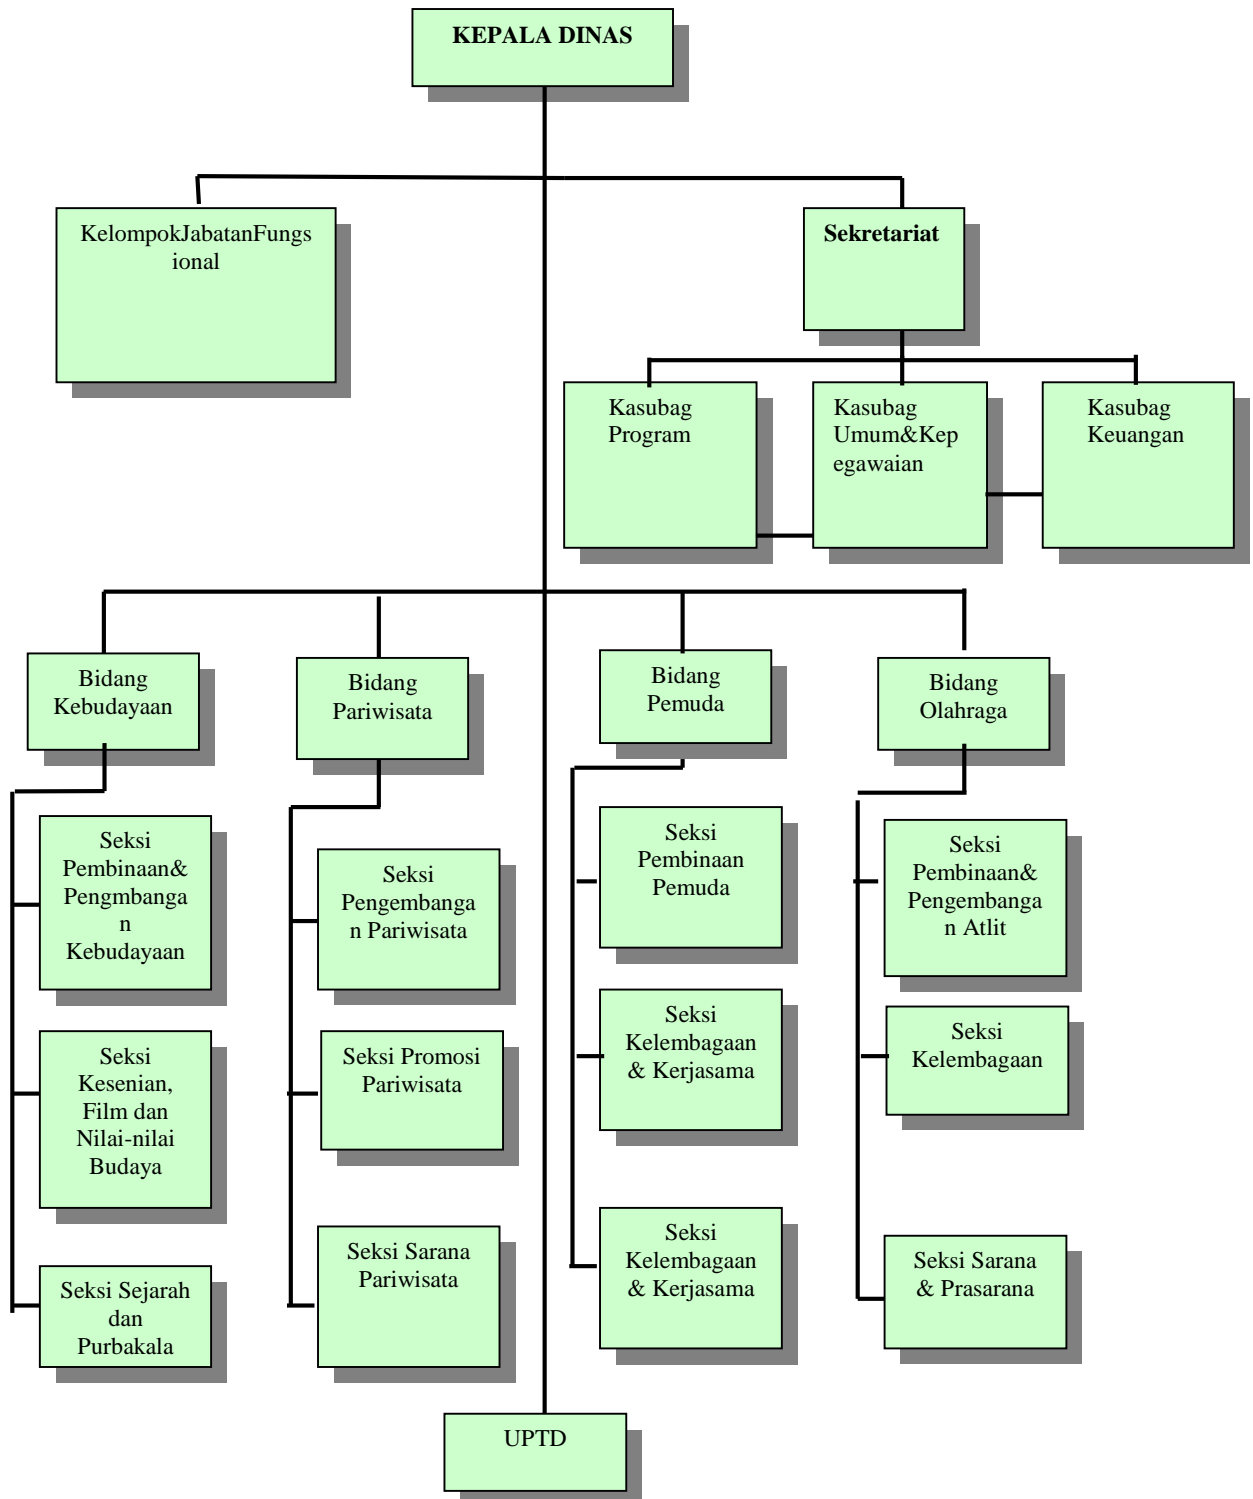 KEPALA DINAS
KelompokJabatanFungs
ional
Sekretariat
Kasubag
Program
Kasubag
Umum&Kep
egawaian
Kasubag
Keuangan
Bidang
Kebudayaan
Bidang
Pariwisata
Bidang
Pemuda
Bidang
Olahraga
Seksi
Pembinaan&
Pengmbanga
n
Kebudayaan
Seksi
Pengembanga
n Pariwisata
Seksi
Pembinaan
Pemuda
Seksi
Pembinaan&
Pengembanga
n Atlit
Seksi
Kesenian,
Film dan
Nilai-nilai
Budaya
Seksi Promosi
Pariwisata
Seksi
Kelembagaan
& Kerjasama
Seksi
Kelembagaan
Seksi Sejarah
dan
Purbakala
Seksi Sarana
Pariwisata
Seksi
Kelembagaan
& Kerjasama
Seksi Sarana
& Prasarana
UPTD